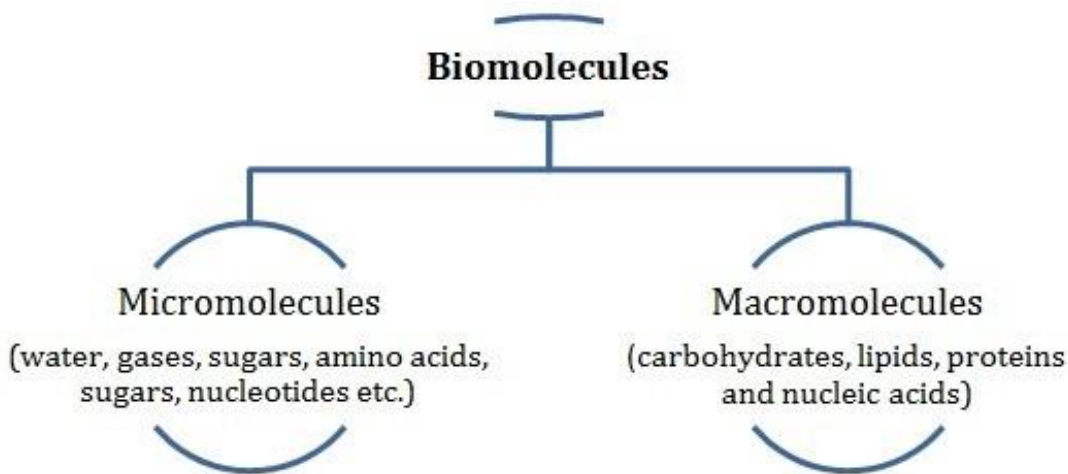 Biomolecules
Micromolecules
(water, gases, sugars, amino acids,
sugars, nucleotides etc.)
Macromolecules
(carbohydrates, lipids, proteins
and nucleic acids)